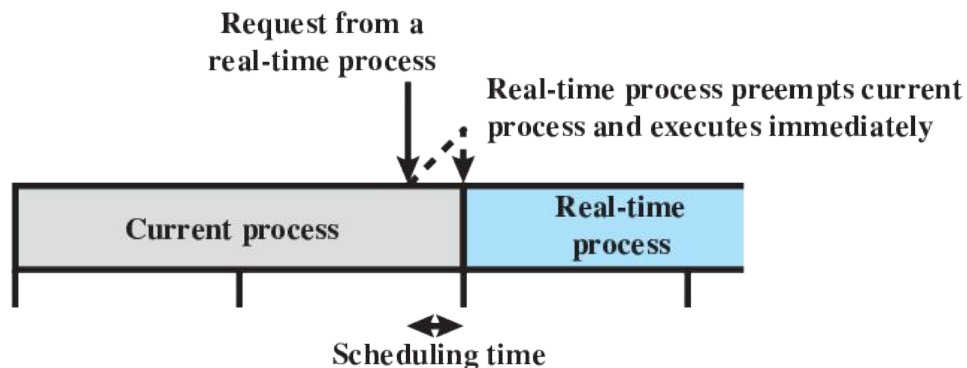 Request from a
real-time process
Real-time process preempts current
process and executes immediately
Current process
Real-time
process
Scheduling time